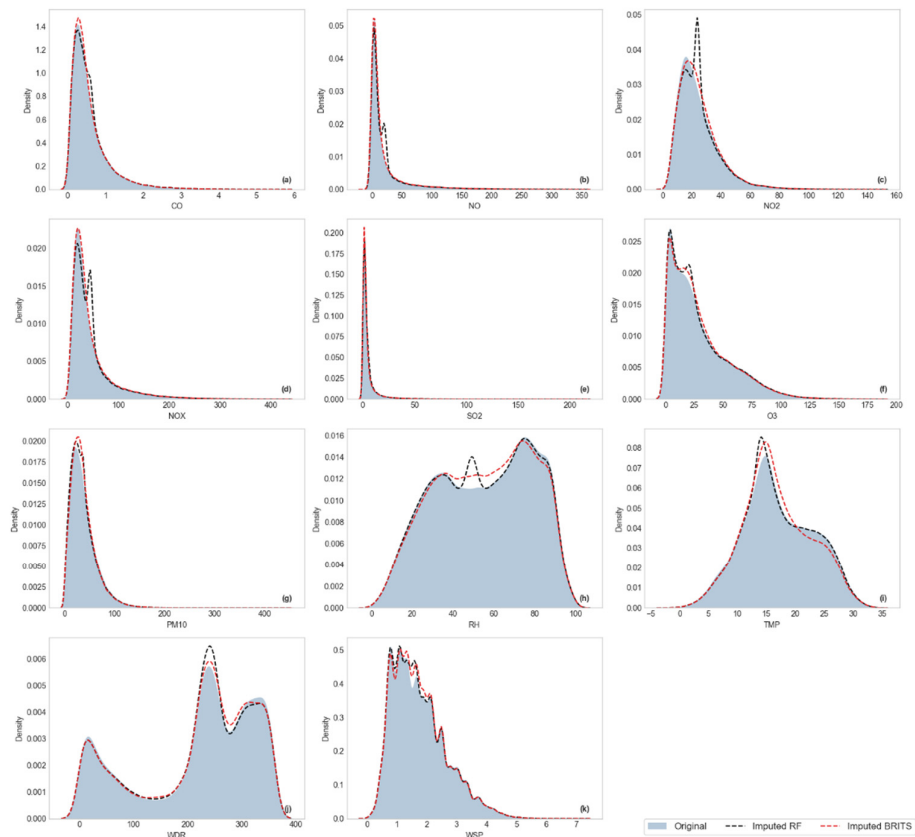 1.4
1.2
1.0
0.8
0.6
0.4
0.2
0.0
Density
0 1 2 3 4 5 6
CO
(a)
0.05
0.04
0.03
0.02
0.01
0.00
Density
0 50 100 150 200 250 300 350
NO
(b)
0.05
0.04
0.03
0.02
0.01
0.00
Density
0 20 40 60 80 100 120 140 160
NO2
(c)
0.020
0.015
0.010
0.005
0.000
Density
0 100 200 300 400
NOX
(d)
0.200
0.175
0.150
0.125
0.100
0.075
0.050
0.025
0.000
Density
0 50 100 150 200
SO2
(e)
0.025
0.020
0.015
0.010
0.005
0.000
Density
0 25 50 75 100 125 150 175 200
O3
(f)
0.0200
0.0175
0.0150
0.0125
0.0100
0.0075
0.0050
0.0025
0.0000
Density
0 100 200 300 400
PM10
(g)
0.016
0.014
0.012
0.010
0.008
0.006
0.004
0.002
0.000
Density
0 20 40 60 80 100
RH
(h)
0.08
0.07
0.06
0.05
0.04
0.03
0.02
0.01
0.00
Density
−5 0 5 10 15 20 25 30 35
TMP
(i)
0.006
0.005
0.004
0.003
0.002
0.001
0.000
Density
0 100 200 300 400
WDR
(j)
0.5
0.4
0.3
0.2
0.1
0.0
Density
0 1 2 3 4 5 6 7
WSP
(k)
Original Imputed RF Imputed BRITS